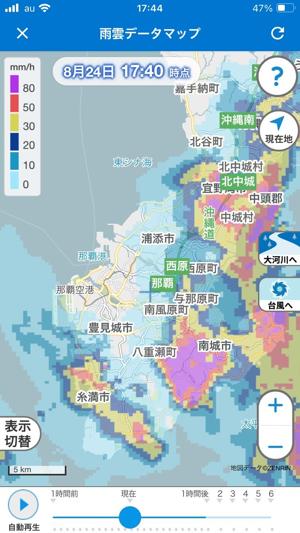 au
17:44
47%
雨雲データマップ
mm/h
80
50
30
20
10
0
8月24日 17:40 時点
?
現在地
大河川へ
台風へ
嘉手納町
沖縄南
北谷町
東シナ海
北中城村
北中城
宜野湾市
中頭郡
沖縄道
中城村
浦添市
西原
西原町
那覇港
那覇
那覇空港
与那原町
南風原町
豊見城市
八重瀬町
南城市
糸満市
表示
切替
+
−
5 km
地図データ©ZENRIN
1時間前
現在
1時間後
2
3
4
5
6
自動再生